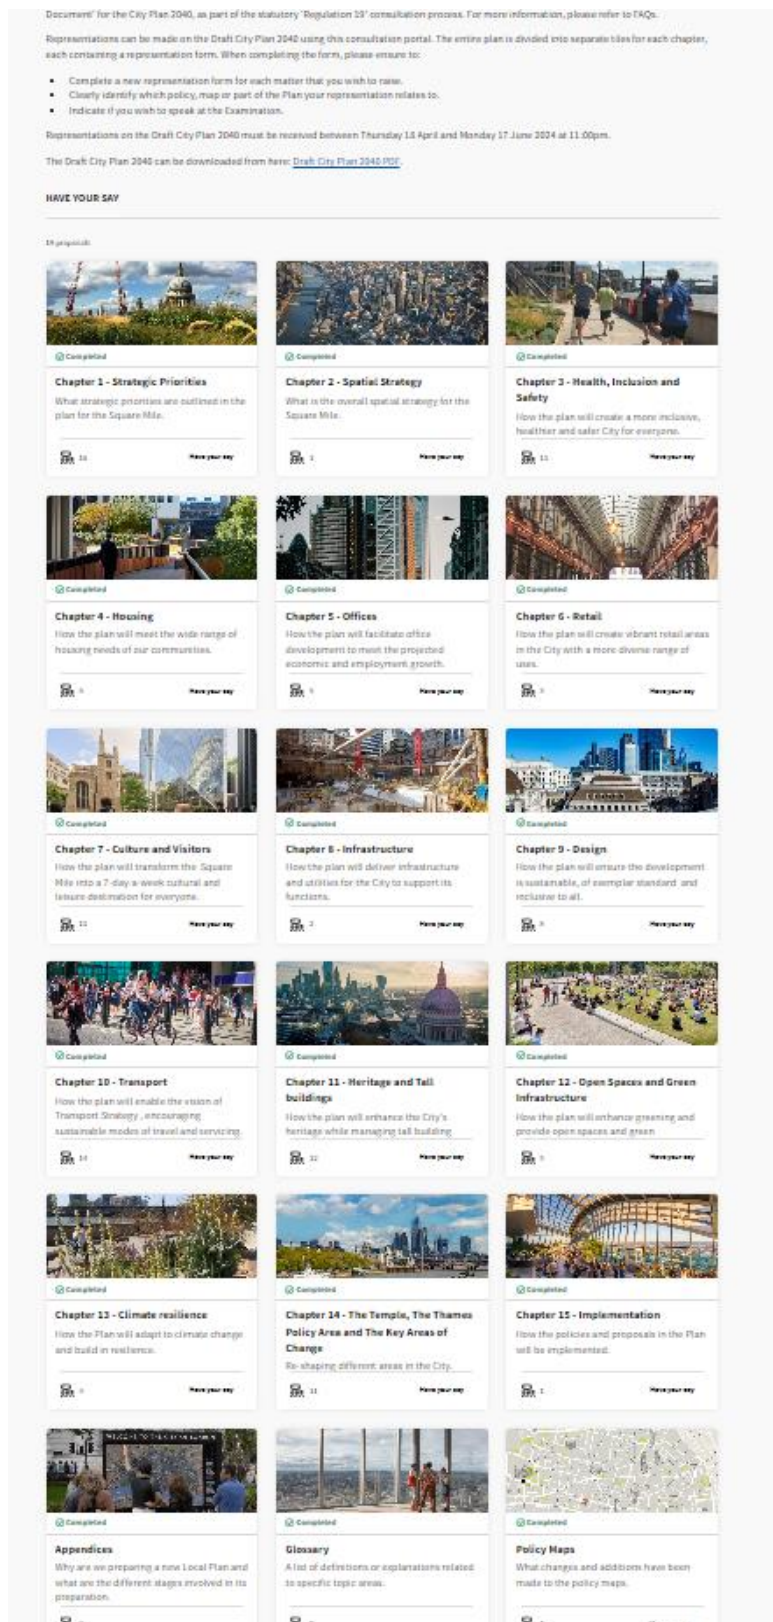 Document' for the City Plan 2040, as part of the statutory 'Regulation 19' consultation process. For more information, please refer to FAQs.
Representations can be made on the Draft City Plan 2040 using this consultation portal. The entire plan is divided into separate tiles for each chapter,
each containing a representation form. When completing the form, please ensure to:
• Complete a new representation form for each matter that you wish to raise.
• Clearly identify which policy, map or part of the Plan your representation relates to.
• Indicate if you wish to speak at the Examination.
Representations on the Draft City Plan 2040 must be received between Thursday 18 April and Monday 17 June 2024 at 11:00pm.
The Draft City Plan 2040 can be downloaded from here: Draft City Plan 2040 PDF.
HAVE YOUR SAY
19 proposals
Completed
Chapter 1 - Strategic Priorities
What strategic priorities are outlined in the
plan for the Square Mile.
Have your say
Completed
Chapter 2 - Spatial Strategy
What is the overall spatial strategy for the
Square Mile.
Have your say
Completed
Chapter 3 - Health, Inclusion and
Safety
How the plan will create a more inclusive,
healthier and safer City for everyone.
Have your say
Completed
Chapter 4 - Housing
How the plan will meet the wide range of
housing needs of our communities.
Have your say
Completed
Chapter 5 - Offices
How the plan will facilitate office
development to meet the projected
economic and employment growth.
Have your say
Completed
Chapter 6 - Retail
How the plan will create vibrant retail areas
in the City with a more diverse range of
uses.
Have your say
Completed
Chapter 7 - Culture and Visitors
How the plan will transform the Square
Mile into a 7-day a-week cultural and
leisure destination for everyone.
Have your say
Completed
Chapter 8 - Infrastructure
How the plan will deliver infrastructure
and utilities for the City to support its
functions.
2
Have your say
Completed
Chapter 9 - Design
How the plan will ensure the development
is sustainable, of exemplar standard and
inclusive to all.
Have your say
Completed
Chapter 10 - Transport
How the plan will enable the vision of
Transport Strategy , encouraging
sustainable modes of travel and servicing.
Have your say
Completed
Chapter 11 - Heritage and Tall
buildings
How the plan will enhance the City's
heritage while managing tall building
Have your say
Completed
Chapter 12 - Open Spaces and Green
Infrastructure
How the plan will enhance greening and
provide open spaces and green
Have your say
Completed
Chapter 13 - Climate resilience
How the Plan will adapt to climate change
and build in resilience.
Have your say
Completed
Chapter 14 - The Temple, The Thames
Policy Area and The Key Areas of
Change
Re-shaping different areas in the City.
Have your say
Completed
Chapter 15 - Implementation
How the policies and proposals in the Plan
will be implemented.
Have your say
Completed
Appendices
Why are we preparing a new Local Plan and
what are the different stages involved in its
preparation.
Completed
Glossary
A list of definitions or explanations related
to specific topic areas.
Completed
Policy Maps
What changes and additions have been
made to the policy maps.